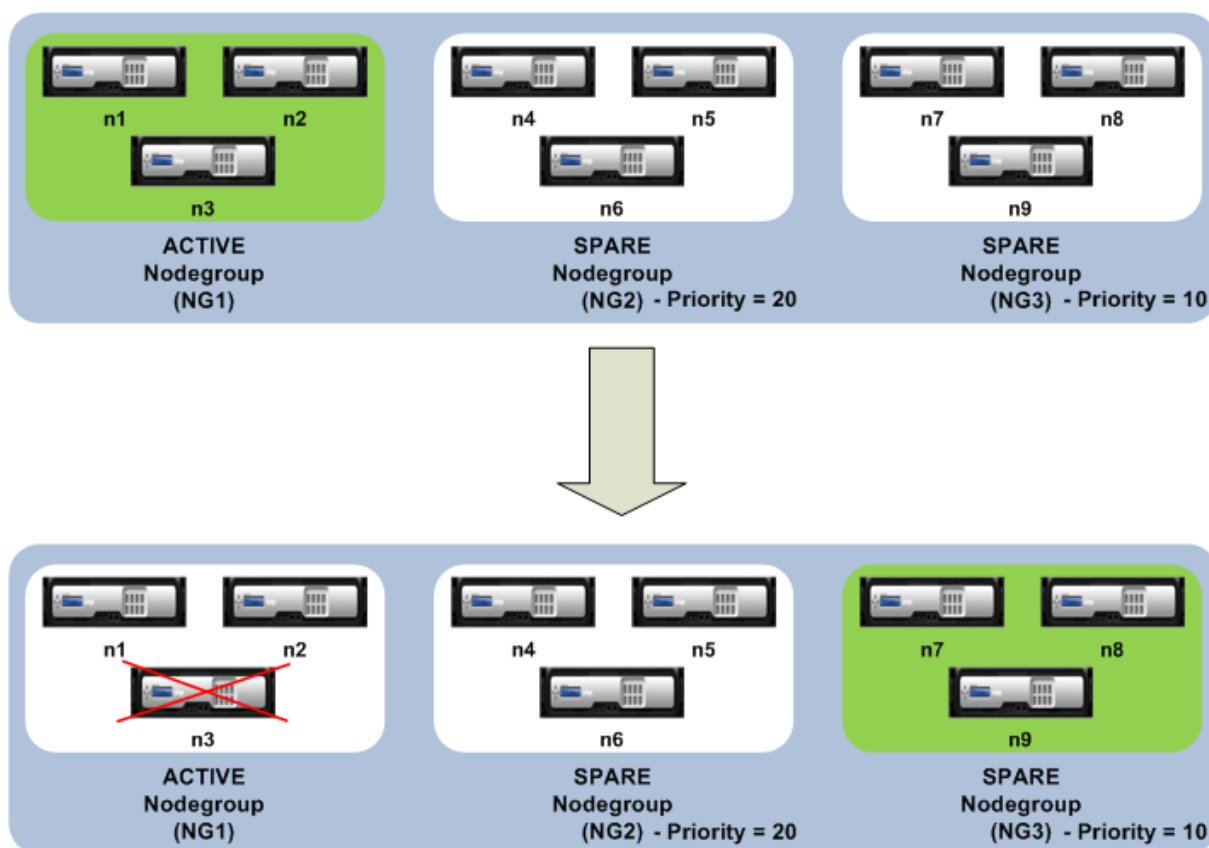 n1 n2 n4 n5 n7 n8
n3 n6 n9
ACTIVE
Nodegroup
(NG1)
SPARE
Nodegroup
(NG2) - Priority = 20
SPARE
Nodegroup
(NG3) - Priority = 10
n1 n2 n4 n5 n7 n8
n3 n6 n9
ACTIVE
Nodegroup
(NG1)
SPARE
Nodegroup
(NG2) - Priority = 20
SPARE
Nodegroup
(NG3) - Priority = 10